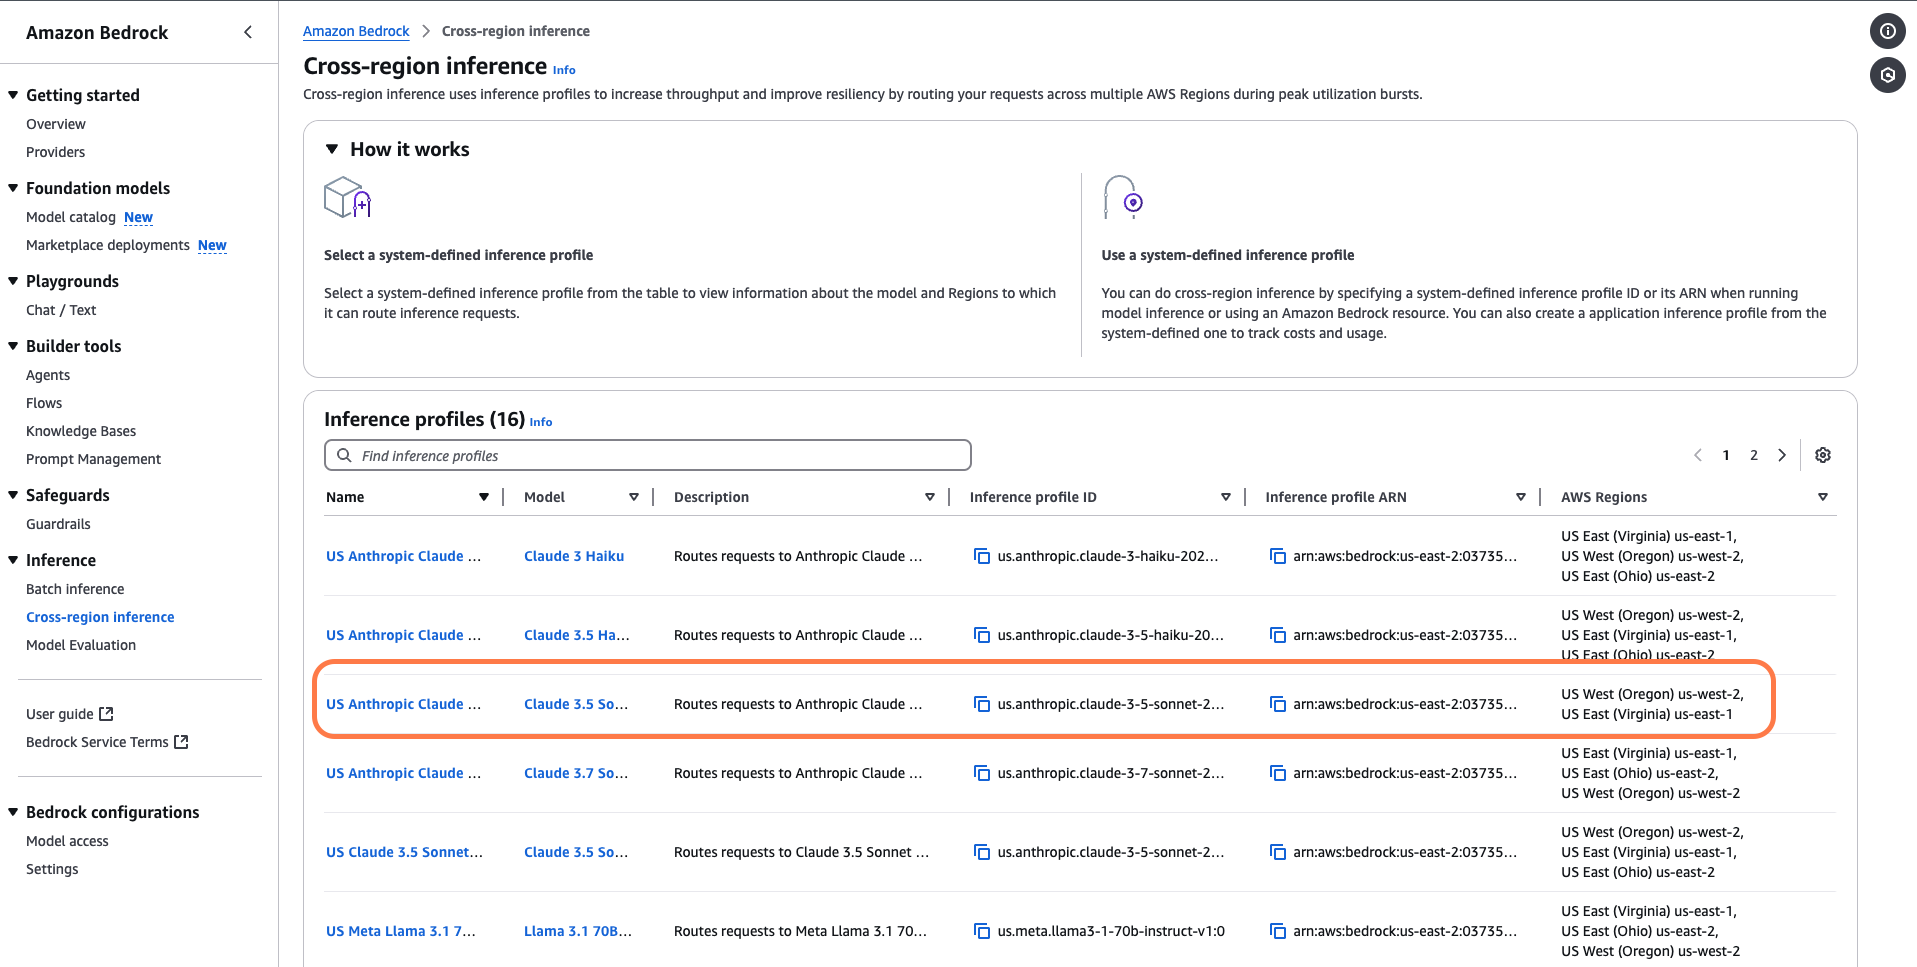 Amazon Bedrock
Getting started
Overview
Providers
Foundation models
Model catalog New
Marketplace deployments New
Playgrounds
Chat / Text
Builder tools
Agents
Flows
Knowledge Bases
Prompt Management
Safeguards
Guardrails
Inference
Batch inference
Cross-region inference
Model Evaluation
User guide
Bedrock Service Terms
Bedrock configurations
Model access
Settings
Amazon Bedrock > Cross-region inference
Cross-region inference Info
Cross-region inference uses inference profiles to increase throughput and improve resiliency by routing your requests across multiple AWS Regions during peak utilization bursts.
How it works
Select a system-defined inference profile
Select a system-defined inference profile from the table to view information about the model and Regions to which
it can route inference requests.
Use a system-defined inference profile
You can do cross-region inference by specifying a system-defined inference profile ID or its ARN when running
model inference or using an Amazon Bedrock resource. You can also create a application inference profile from the
system-defined one to track costs and usage.
Inference profiles (16) Info
Find inference profiles
1 2
Name Model Description Inference profile ID Inference profile ARN AWS Regions
US Anthropic Claude ... Claude 3 Haiku Routes requests to Anthropic Claude ... us.anthropic.claude-3-haiku-202... arn:aws:bedrock:us-east-2:03735...
US East (Virginia) us-east-1,
US West (Oregon) us-west-2,
US East (Ohio) us-east-2
US Anthropic Claude ... Claude 3.5 Ha... Routes requests to Anthropic Claude ... us.anthropic.claude-3-5-haiku-20... arn:aws:bedrock:us-east-2:03735...
US West (Oregon) us-west-2,
US East (Virginia) us-east-1,
US East (Ohio) us-east-2
US Anthropic Claude ... Claude 3.5 So... Routes requests to Anthropic Claude ... us.anthropic.claude-3-5-sonnet-2... arn:aws:bedrock:us-east-2:03735...
US West (Oregon) us-west-2,
US East (Virginia) us-east-1
US Anthropic Claude ... Claude 3.7 So... Routes requests to Anthropic Claude ... us.anthropic.claude-3-7-sonnet-2... arn:aws:bedrock:us-east-2:03735...
US East (Virginia) us-east-1,
US East (Ohio) us-east-2,
US West (Oregon) us-west-2
US Claude 3.5 Sonnet... Claude 3.5 So... Routes requests to Claude 3.5 Sonnet ... us.anthropic.claude-3-5-sonnet-2... arn:aws:bedrock:us-east-2:03735...
US West (Oregon) us-west-2,
US East (Virginia) us-east-1,
US East (Ohio) us-east-2
US Meta Llama 3.1 7... Llama 3.1 70B... Routes requests to Meta Llama 3.1 70... us.meta.llama3-1-70b-instruct-v1:0 arn:aws:bedrock:us-east-2:03735...
US East (Virginia) us-east-1,
US East (Ohio) us-east-2,
US West (Oregon) us-west-2